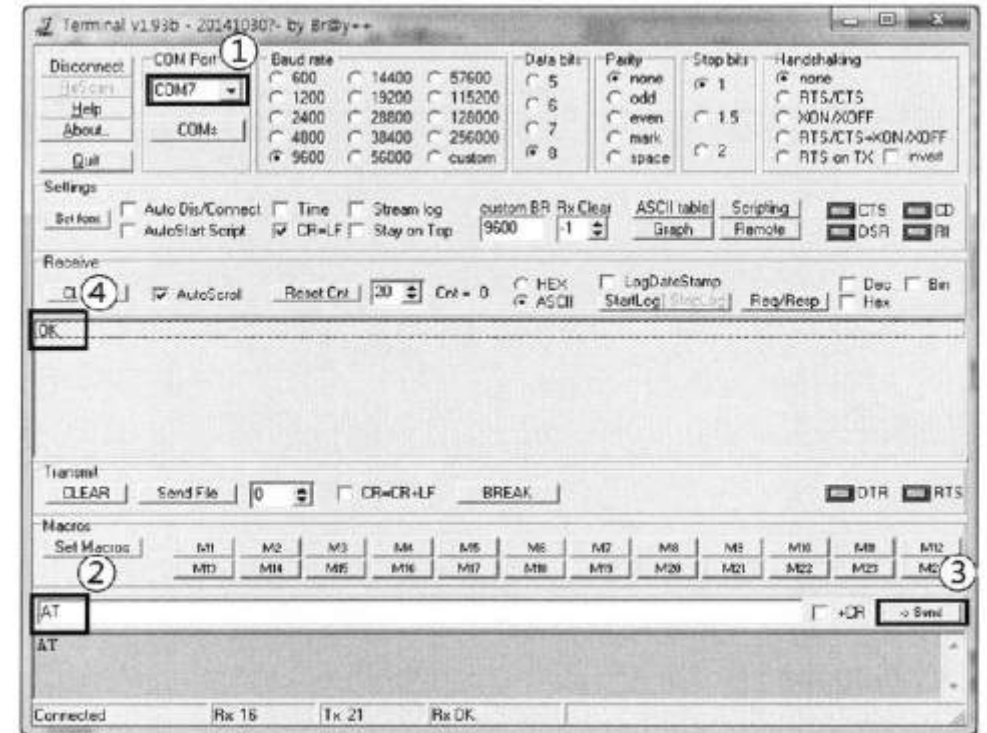 Terminal v1.93b - 20141030?- by Br@y++
①
Disconnect
ReScan
Help
About..
Quit
COM Port
COM7
COMs
Baud rate
600 14400 57600
1200 19200 115200
2400 28800 128000
4800 38400 256000
9600 56000 custom
Data bits
5
6
7
8
Parity
none
odd
even
mark
space
Stop bits
1
1.5
2
Handshaking
none
RTS/CTS
XON/XOFF
RTS/CTS+XON/XOFF
RTS on TX invert
Settings
Set font
Auto Dis/Connect Time Stream log
AutoStart Script CR=LF Stay on Top
custom BR Rx Clear
9600 -1
ASCII table Scripting
Graph Remote
CTS CD
DSR RI
Receive
④
AutoScroll Reset Cnt Cnt = 0
HEX
ASCII
LogDateStamp
StartLog StopLog Req/Resp
Dec Bin
Hex
OK
Transmit
CLEAR Send File 0 CR=CR+LF BREAK DTR RTS
Macros
Set Macros M1 M2 M3 M4 M5 M6 M7 M8 M9 M10 M11 M12
M13 M14 M15 M16 M17 M18 M19 M20 M21 M22 M23
② ③
AT +CR -> Send
AT
Connected Rx 16 Tx 21 Rx OK